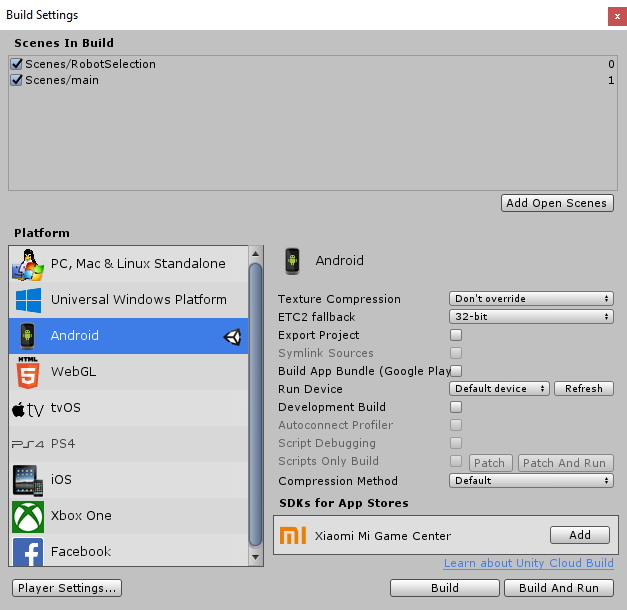 Build Settings
x
Scenes In Build
Scenes/RobotSelection 0
Scenes/main 1
Add Open Scenes
Platform
PC, Mac & Linux Standalone
Universal Windows Platform
Android
HTML
5
WebGL
tv
tvOS
PS4
PS4
iOS
Xbox One
f
Facebook
Android
Texture Compression Don't override
ETC2 fallback 32-bit
Export Project
Symlink Sources
Build App Bundle (Google Play
Run Device Default device Refresh
Development Build
Autoconnect Profiler
Script Debugging
Scripts Only Build Patch Patch And Run
Compression Method Default
SDKs for App Stores
MI Xiaomi Mi Game Center Add
Learn about Unity Cloud Build
Player Settings... Build Build And Run